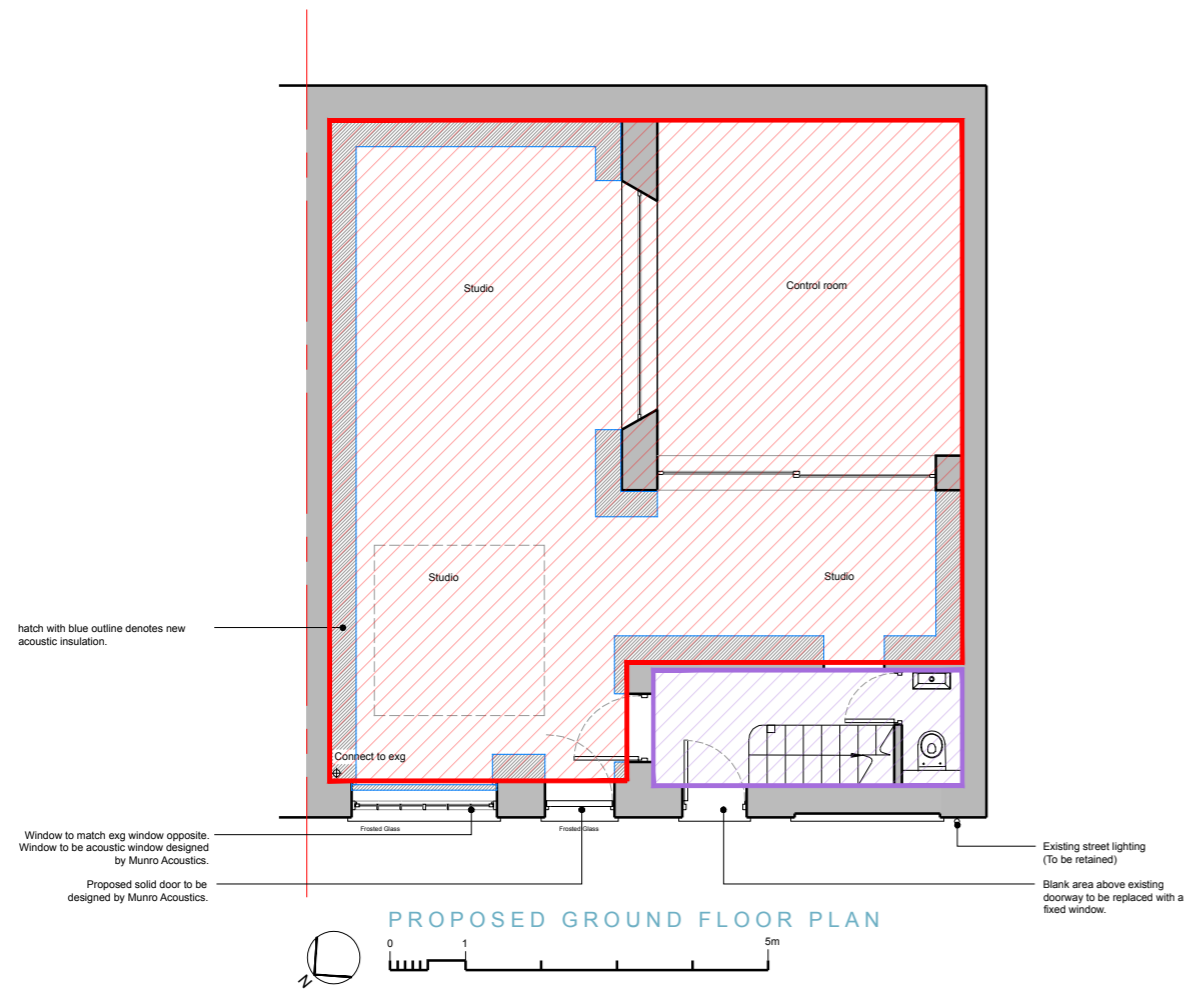 Studio
Control room
Studio
Studio
hatch with blue outline denotes new
acoustic insulation.
Connect to exg
Frosted Glass
Frosted Glass
Window to match exg window opposite.
Window to be acoustic window designed
by Munro Acoustics.
Existing street lighting
(To be retained)
Proposed solid door to be
designed by Munro Acoustics.
Blank area above existing
doorway to be replaced with a
fixed window.
PROPOSED GROUND FLOOR PLAN
0 1 5m
N